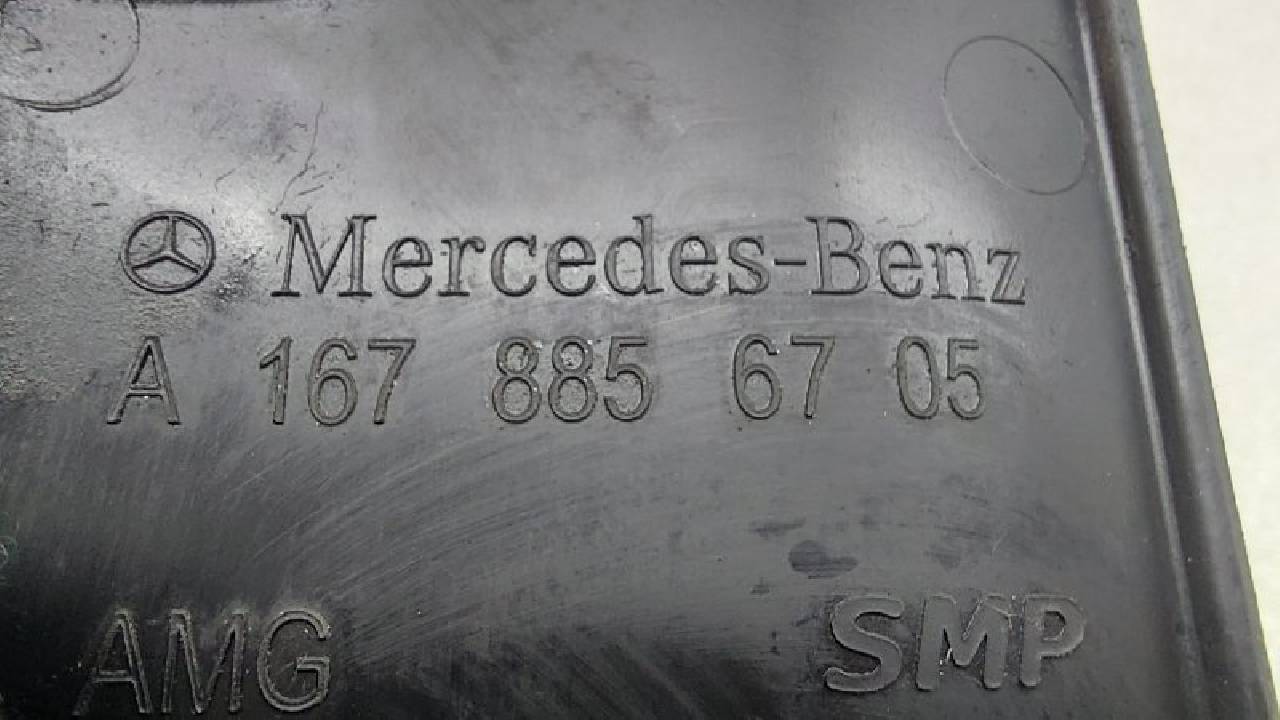 Mercedes-Benz
A 167 885 67 05
AMG SMP